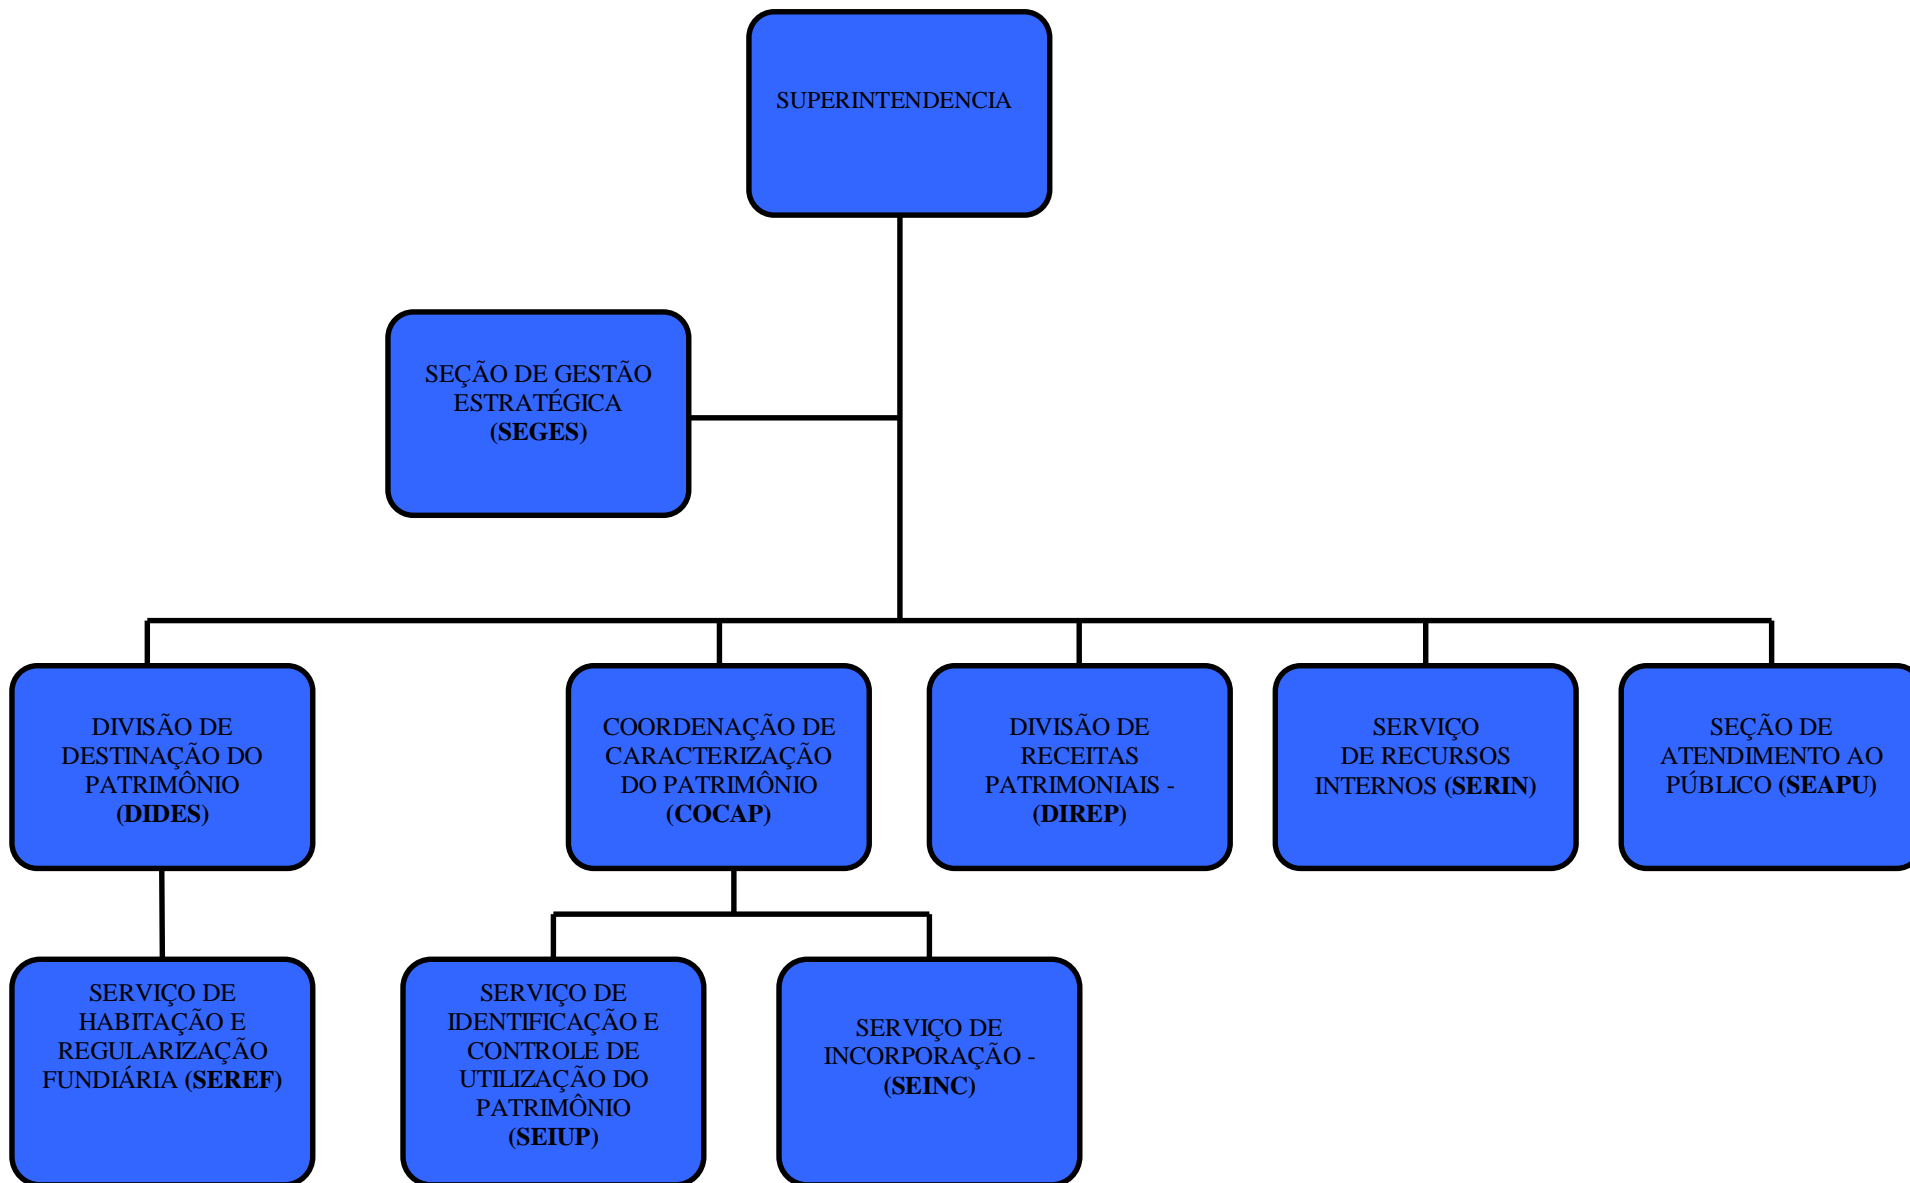 SUPERINTENDENCIA
SEÇÃO DE GESTÃO
ESTRATÉGICA
(SEGES)
DIVISÃO DE
DESTINAÇÃO DO
PATRIMÔNIO
(DIDES)
COORDENAÇÃO DE
CARACTERIZAÇÃO
DO PATRIMÔNIO
(COCAP)
DIVISÃO DE
RECEITAS
PATRIMONIAIS -
(DIREP)
SERVIÇO
DE RECURSOS
INTERNOS (SERIN)
SEÇÃO DE
ATENDIMENTO AO
PÚBLICO (SEAPU)
SERVIÇO DE
HABITAÇÃO E
REGULARIZAÇÃO
FUNDIÁRIA (SEREF)
SERVIÇO DE
IDENTIFICAÇÃO E
CONTROLE DE
UTILIZAÇÃO DO
PATRIMÔNIO
(SEIUP)
SERVIÇO DE
INCORPORAÇÃO -
(SEINC)